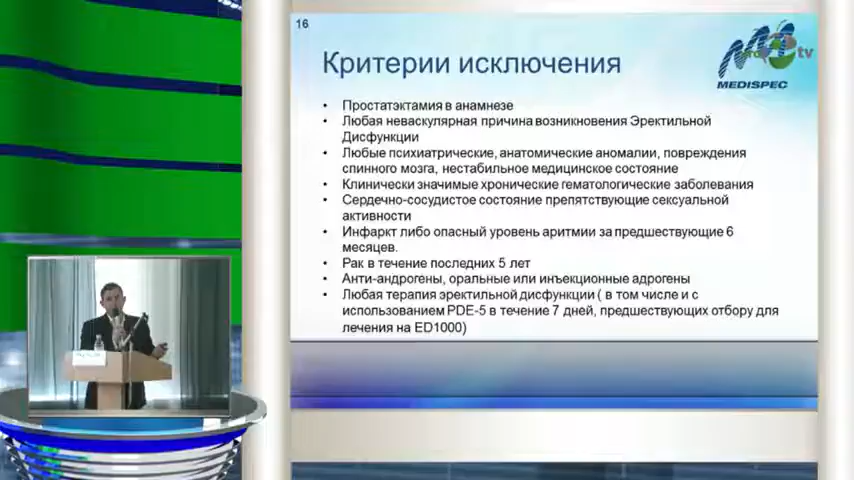 16
Критерии исключения
MEDISPEC
tv
• Простатэктамия в анамнезе
• Любая неваскулярная причина возникновения Эректильной
Дисфункции
• Любые психиатрические, анатомические аномалии, повреждения
спинного мозга, нестабильное медицинское состояние
• Клинически значимые хронические гематологические заболевания
• Сердечно-сосудистое состояние препятствующие сексуальной
активности
• Инфаркт либо опасный уровень аритмии за предшествующие 6
месяцев.
• Рак в течение последних 5 лет
• Анти-андрогены, оральные или инъекционные адрогены
• Любая терапия эректильной дисфункции ( в том числе и с
использованием PDE-5 в течение 7 дней, предшествующих отбору для
лечения на ED1000)